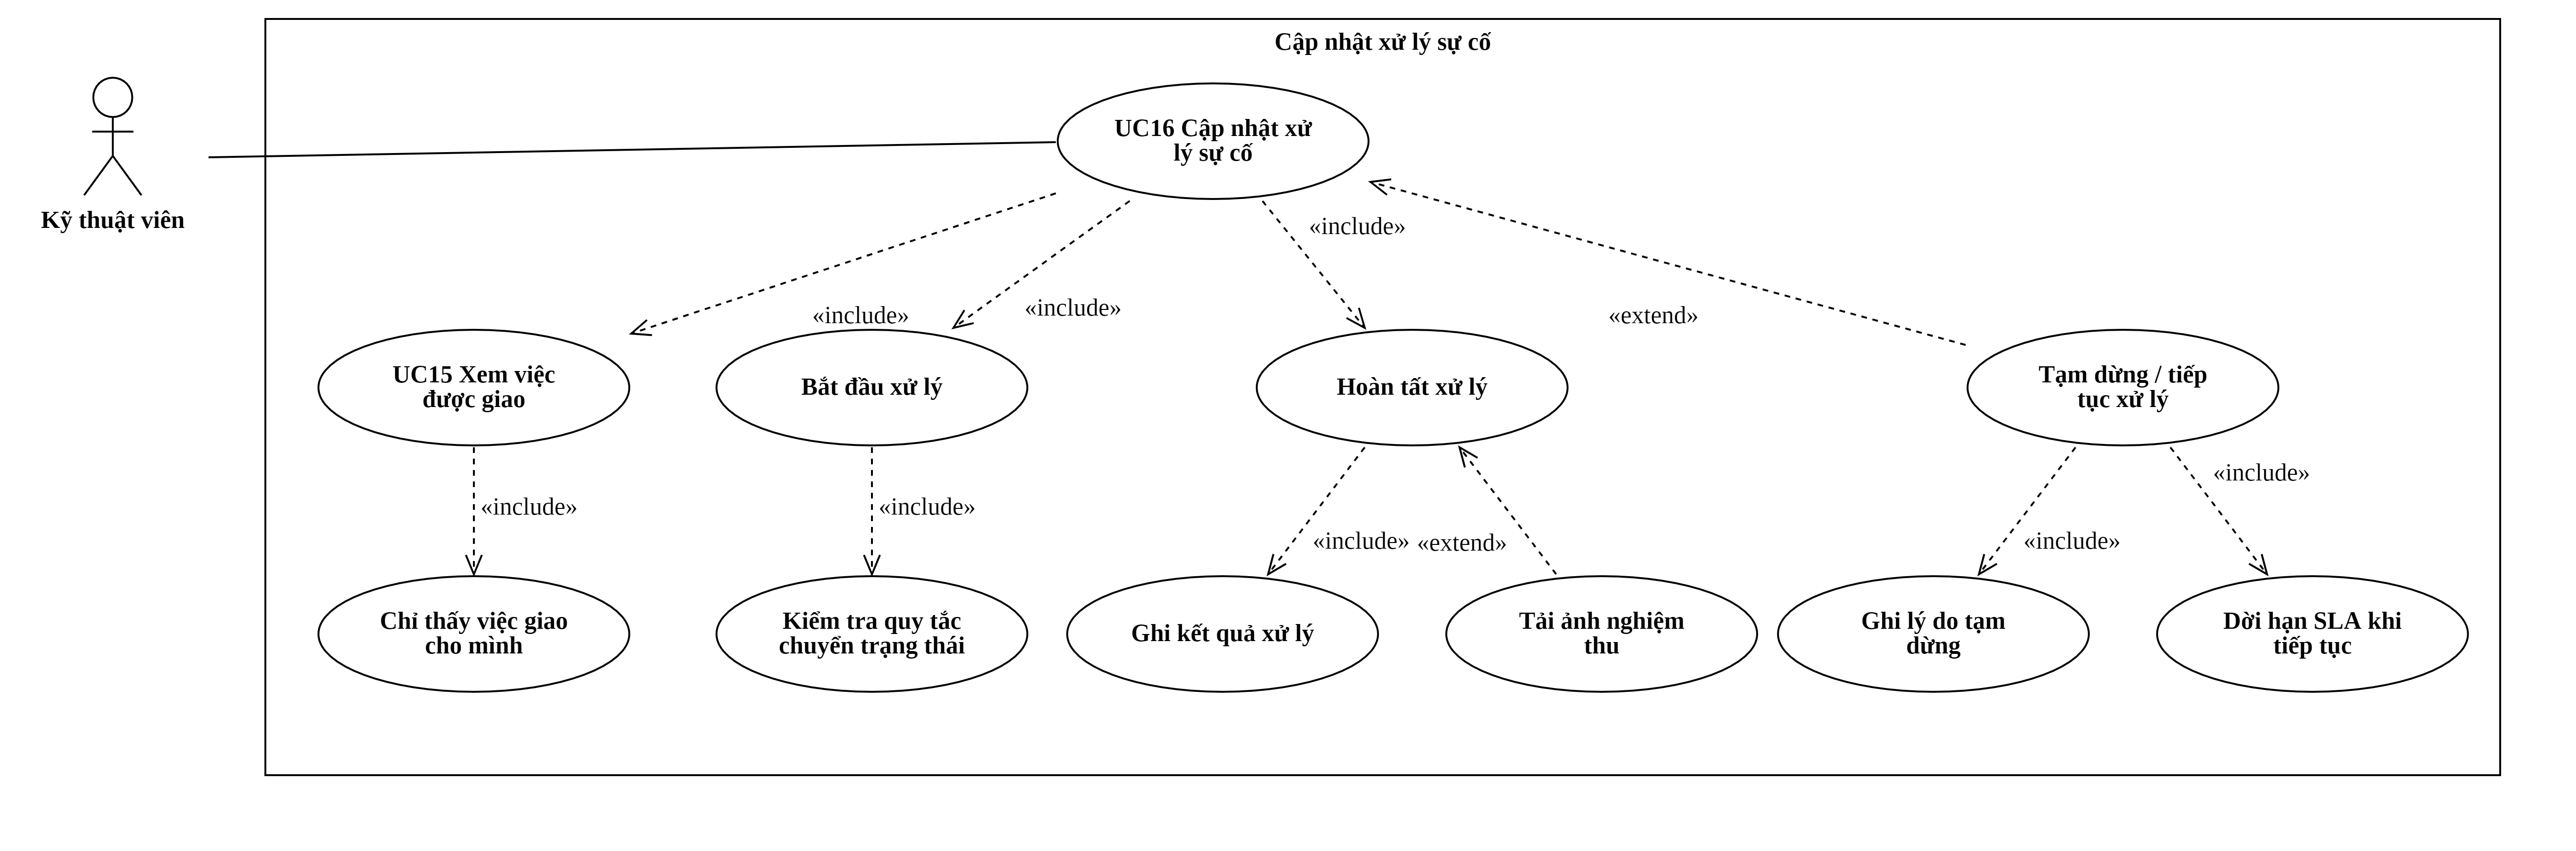 Cập nhật xử lý sự cố
UC16 Cập nhật xử
lý sự cố
Kỹ thuật viên
«include»
«include»
«include»
«extend»
UC15 Xem việc
được giao
Bắt đầu xử lý
Hoàn tất xử lý
Tạm dừng / tiếp
tục xử lý
«include»
«include»
«include»
«extend»
«include»
«include»
Chỉ thấy việc giao
cho mình
Kiểm tra quy tắc
chuyển trạng thái
Ghi kết quả xử lý
Tải ảnh nghiệm
thu
Ghi lý do tạm
dừng
Dời hạn SLA khi
tiếp tục